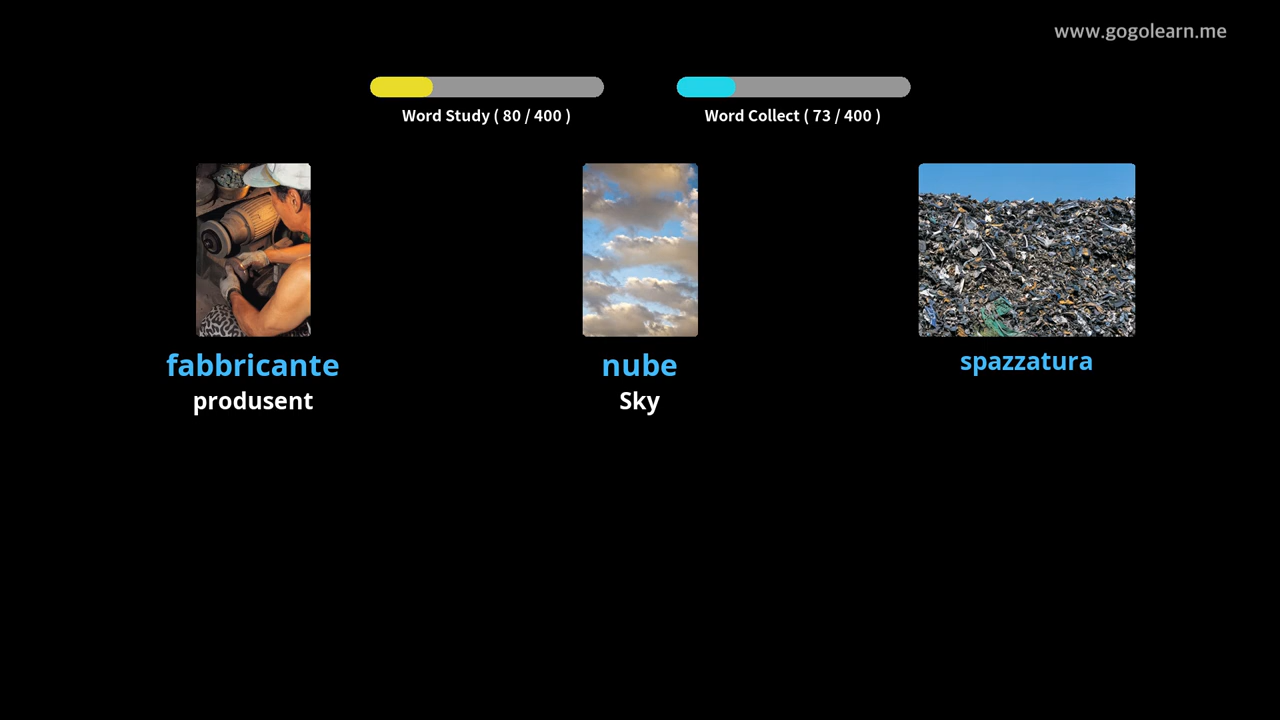 www.gogolearn.me
Word Study ( 80 / 400 )
Word Collect ( 73 / 400 )
fabbricante
produsent
nube
Sky
spazzatura